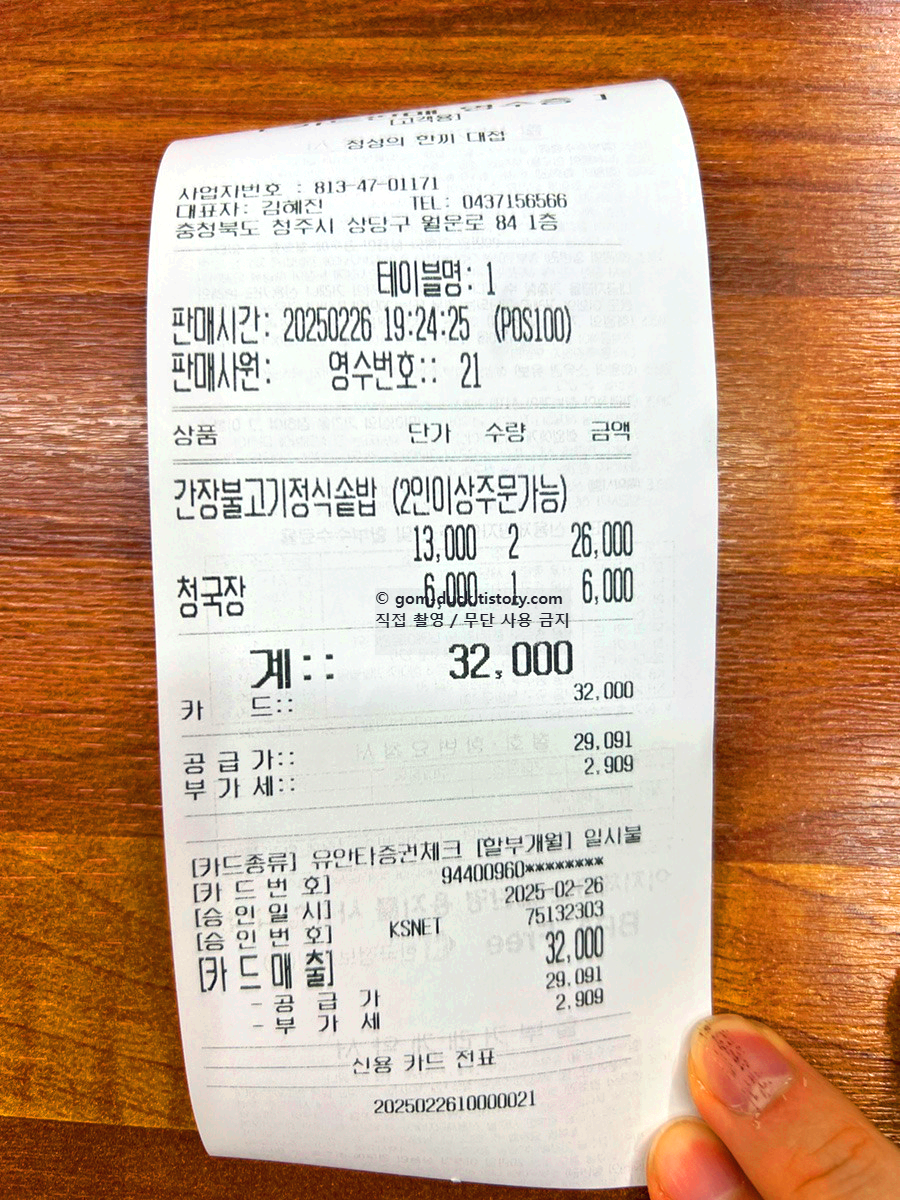 [고객용]
정성의 한끼 대접
사업자번호 : 813-47-01171
대표자: 김혜진 TEL: 0437156566
충청북도 청주시 상당구 월운로 84 1층
테이블명: 1
판매시간: 20250226 19:24:25 (POS100)
판매사원: 영수번호:: 21
상품 단가 수량 금액
간장불고기정식솥밥 (2인이상주문가능)
13,000 2 26,000
청국장 6,000 1 6,000
© gom-duck.tistory.com
직접 촬영 / 무단 사용 금지
계:: 32,000
카 드:: 32,000
공 급 가:: 29,091
부 가 세:: 2,909
[카드종류] 유안타증권체크 [할부개월] 일시불
[카 드 번 호] 94400960********
[승 인 일 시] 2025-02-26
[승 인 번 호] KSNET 75132303
[카 드 매 출] 32,000
- 공 급 가 29,091
- 부 가 세 2,909
신용 카드 전표
2025022610000021